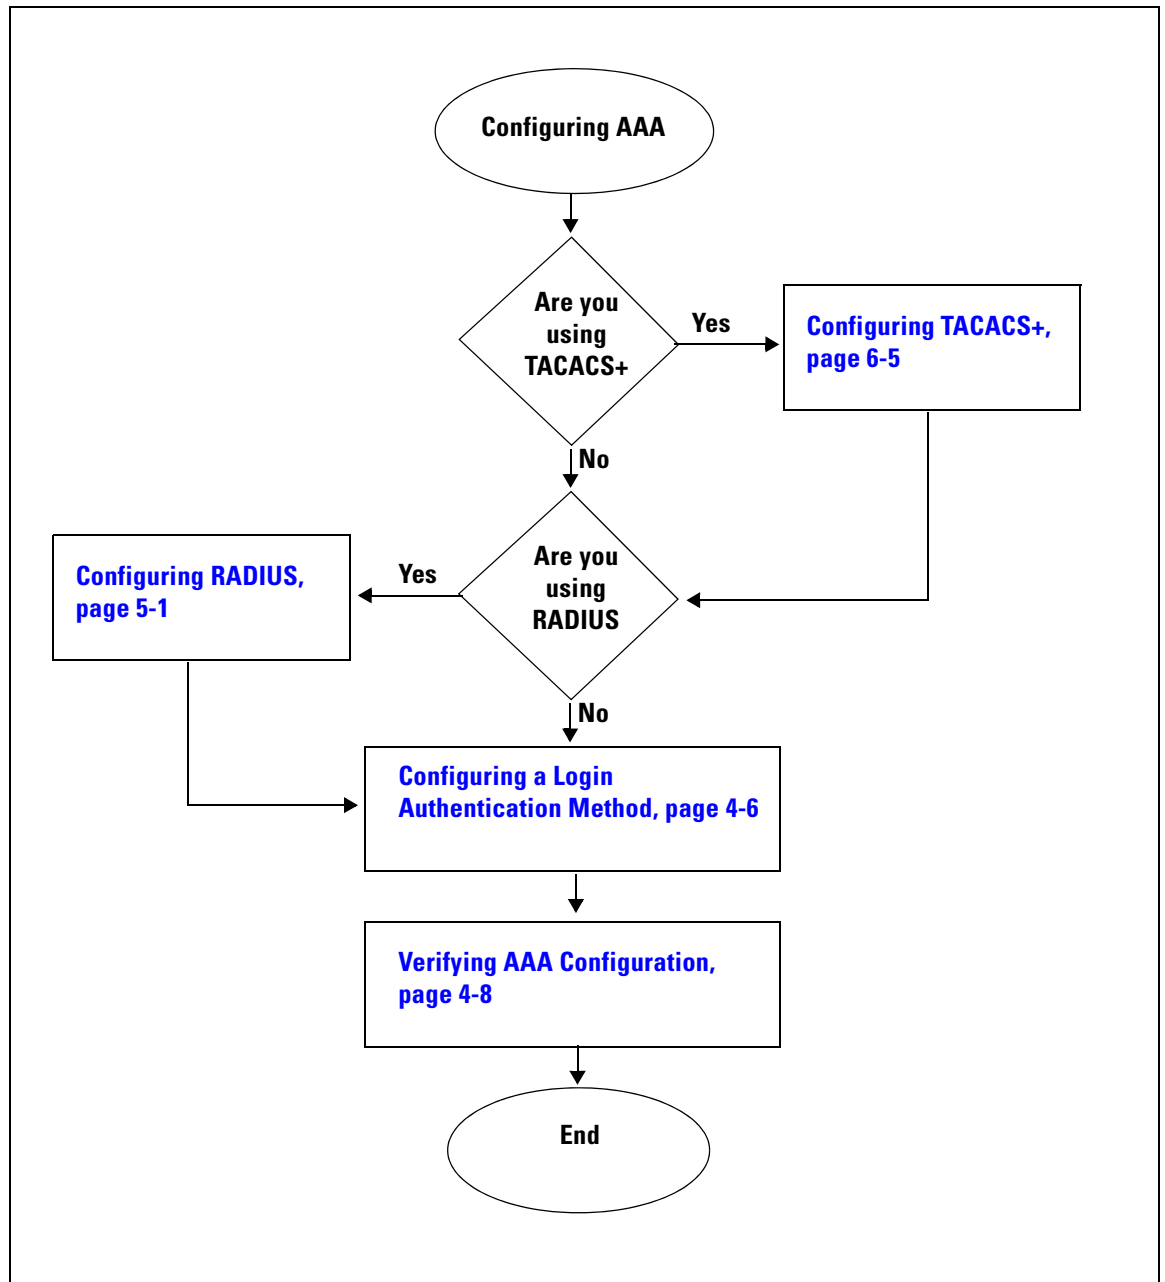 Configuring AAA
Are you
using
TACACS+
Yes
Configuring TACACS+,
page 6-5
No
Are you
using
RADIUS
Yes
Configuring RADIUS,
page 5-1
No
Configuring a Login
Authentication Method, page 4-6
Verifying AAA Configuration,
page 4-8
End